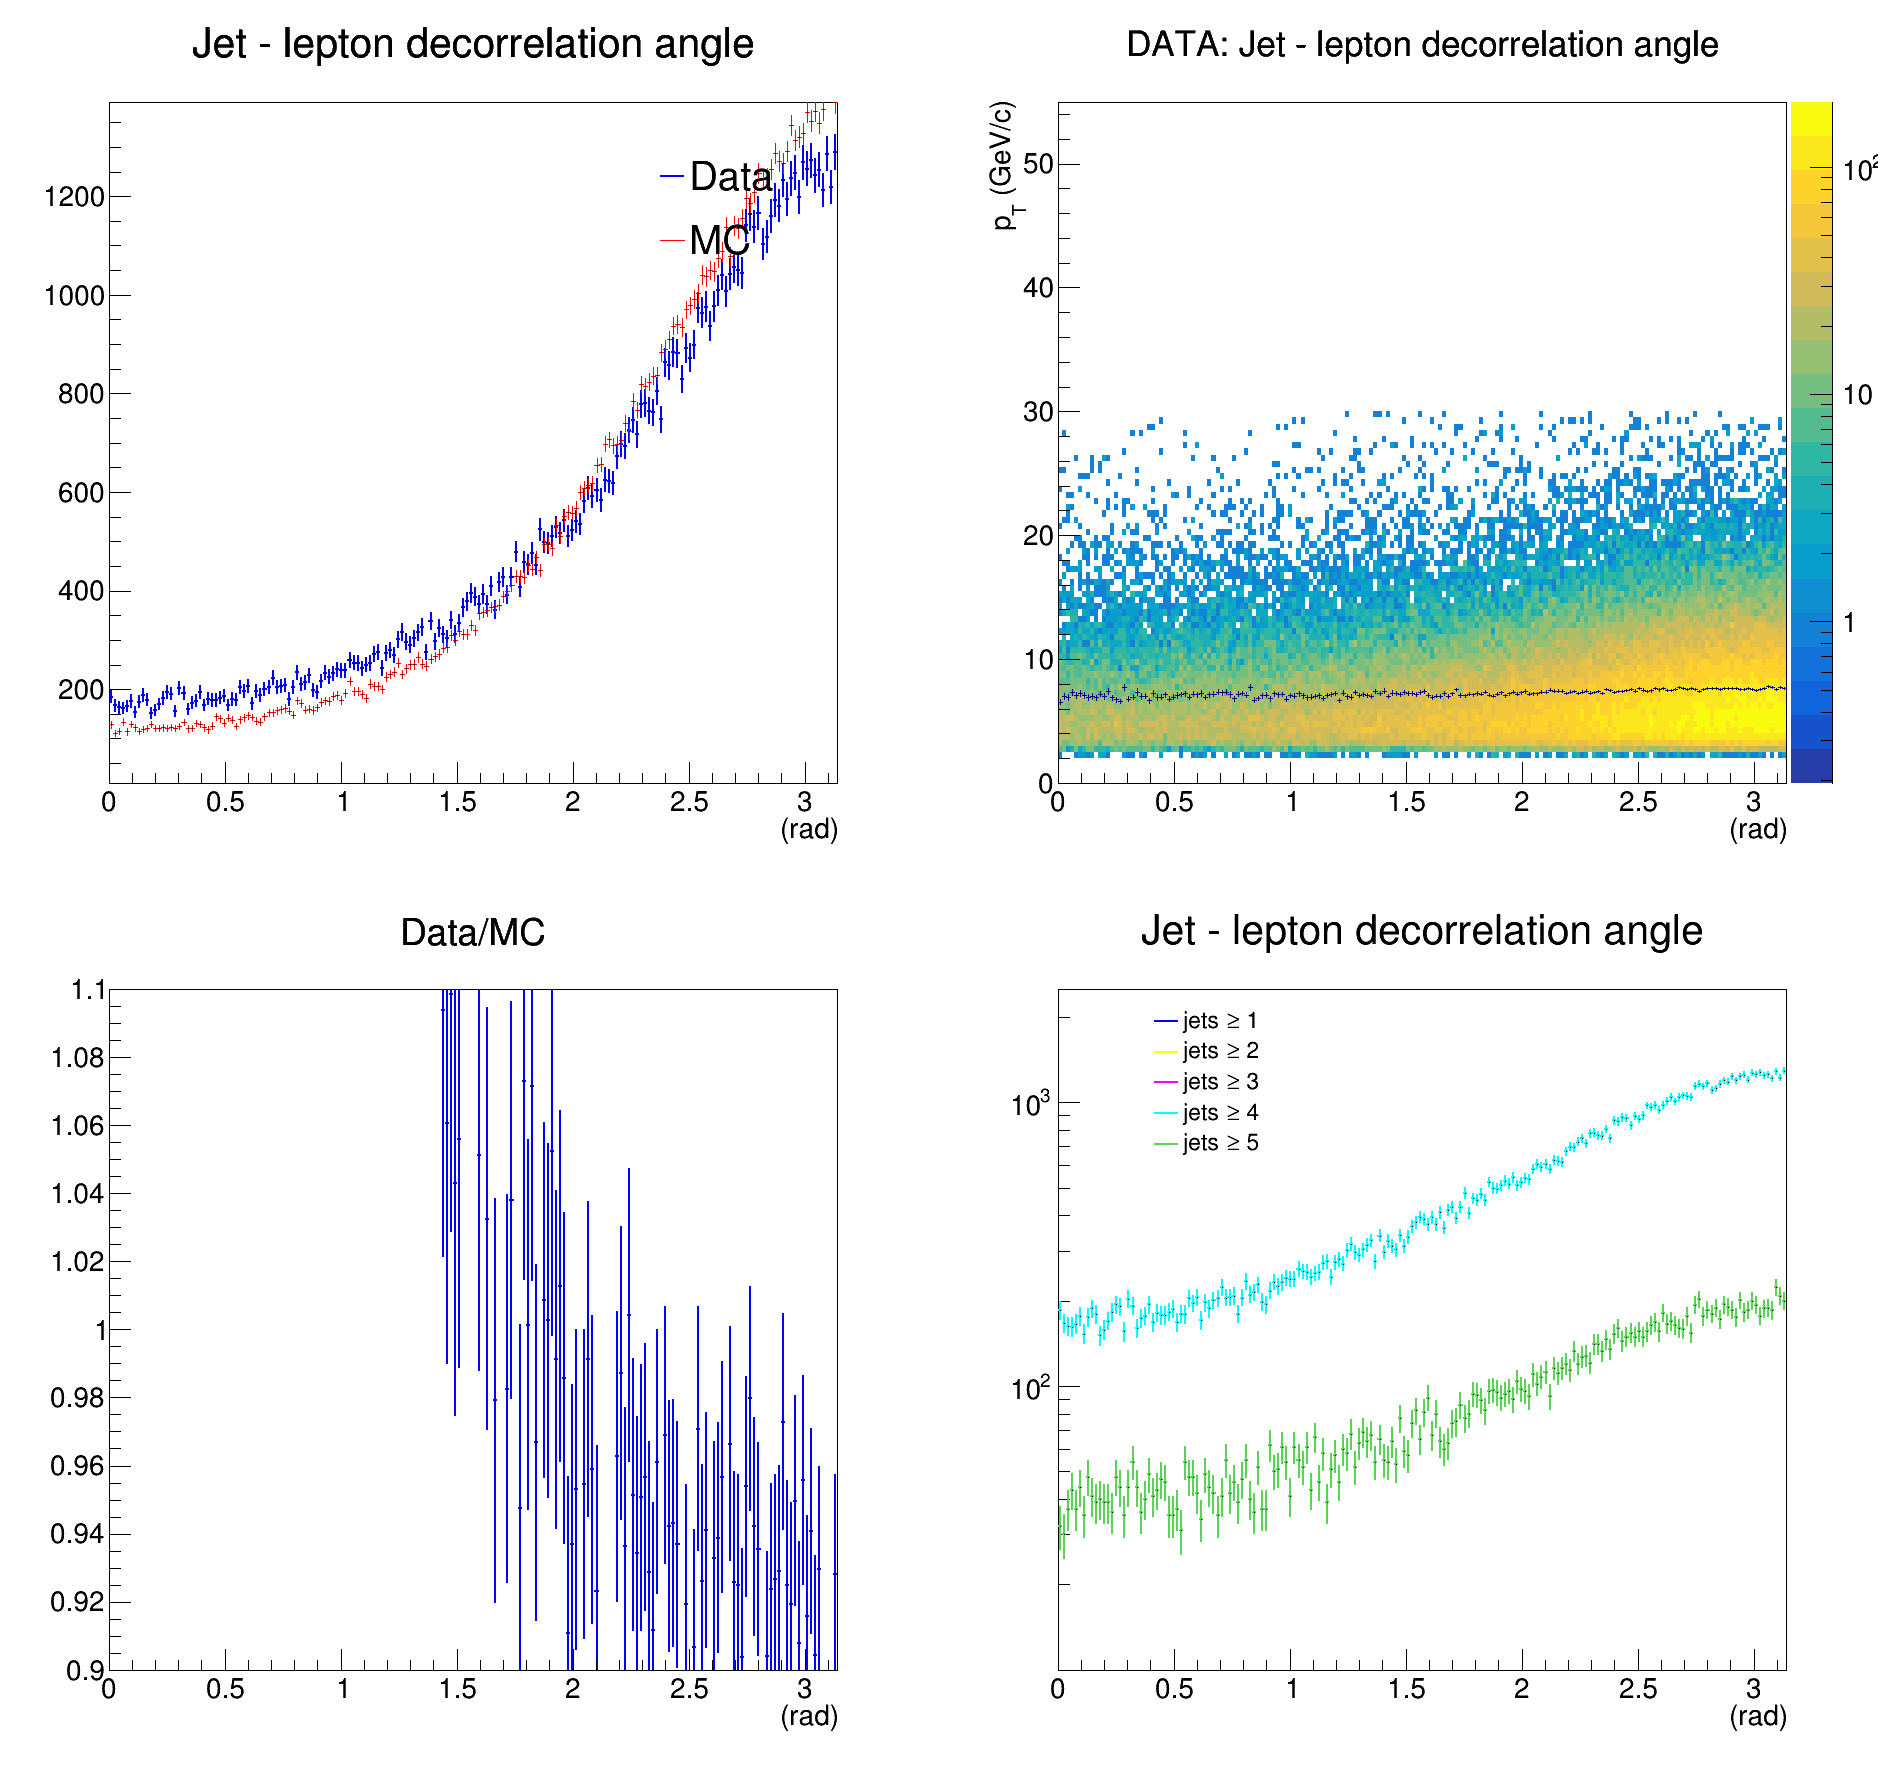 Jet - lepton decorrelation angle
Data
MC
1200
1000
800
600
400
200
0 0.5 1 1.5 2 2.5 3
(rad)
DATA: Jet - lepton decorrelation angle
p_T (GeV/c)
50
40
30
20
10
0
0 0.5 1 1.5 2 2.5 3
(rad)
10²
10
1
Data/MC
1.1
1.08
1.06
1.04
1.02
1
0.98
0.96
0.94
0.92
0.9
0 0.5 1 1.5 2 2.5 3
(rad)
Jet - lepton decorrelation angle
jets ≥ 1
jets ≥ 2
jets ≥ 3
jets ≥ 4
jets ≥ 5
10³
10²
0 0.5 1 1.5 2 2.5 3
(rad)